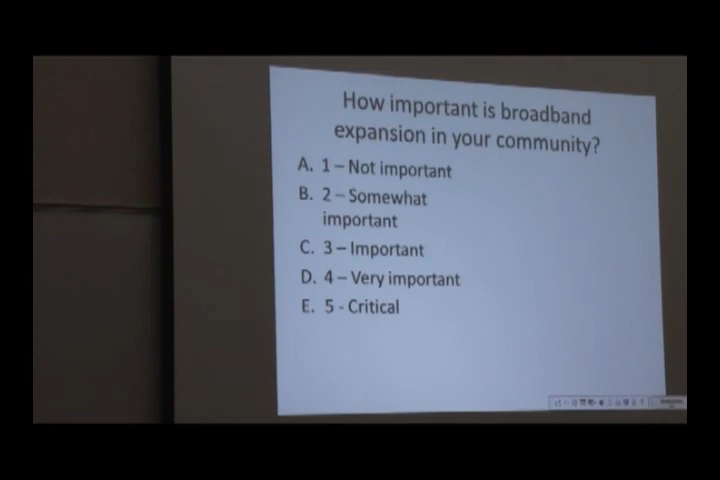 How important is broadband
expansion in your community?
A. 1 – Not important
B. 2 – Somewhat
important
C. 3 – Important
D. 4 – Very important
E. 5 - Critical